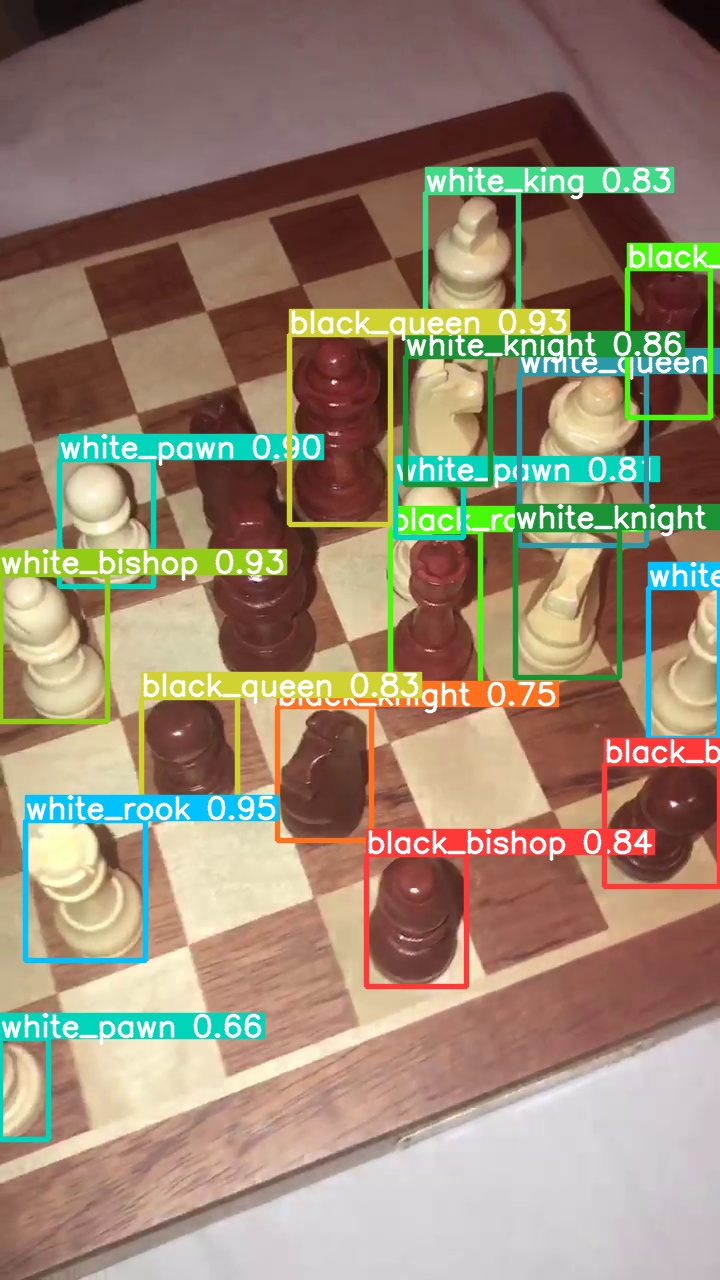 white_king 0.83
black_
black_queen 0.93
white_knight 0.86
white_queen
white_pawn 0.90
white_pawn 0.81
black_ro
white_knight
white_bishop 0.93
white
black_queen 0.83
black_knight 0.75
black_b
white_rook 0.95
black_bishop 0.84
white_pawn 0.66